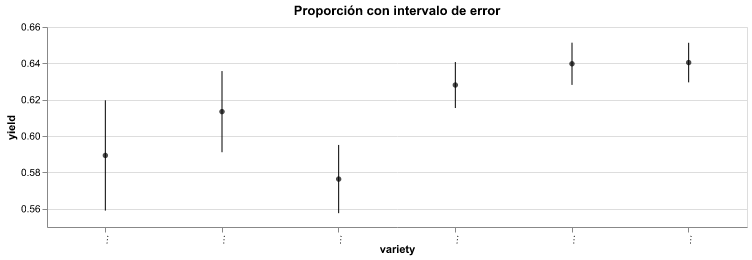 Proporción con intervalo de error
yield
0.66
0.64
0.62
0.60
0.58
0.56
… … … … … …
variety